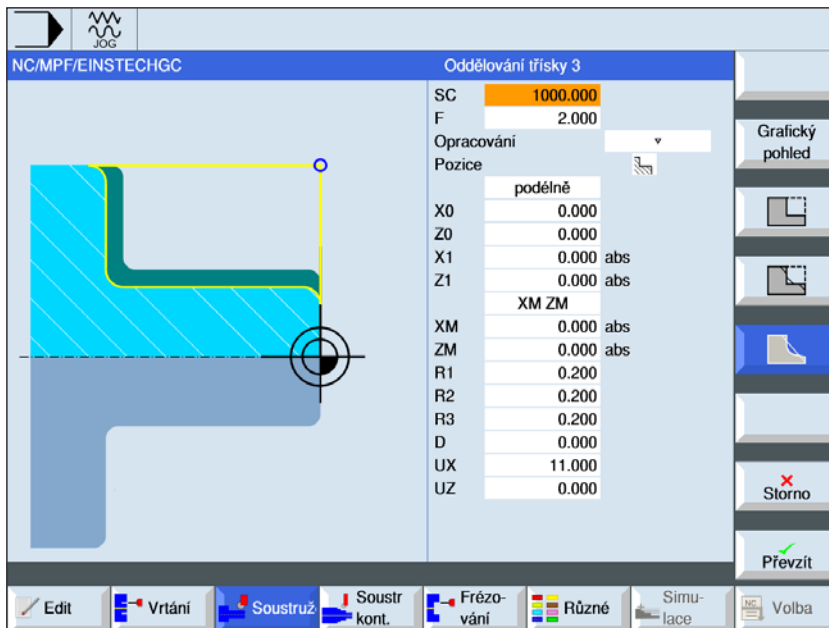 JOG
NC/MPF/EINSTECHGC
Oddělování třísky 3
SC 1000.000
F 2.000
Opracování
Pozice
podélně
X0 0.000
Z0 0.000
X1 0.000 abs
Z1 0.000 abs
XM ZM
XM 0.000 abs
ZM 0.000 abs
R1 0.200
R2 0.200
R3 0.200
D 0.000
UX 11.000
UZ 0.000
Grafický
pohled
Storno
Převzít
Edit
Vrtání
Soustruž
Soustr
kont.
Frézo-
vání
Různé
Simu-
lace
NC
Volba